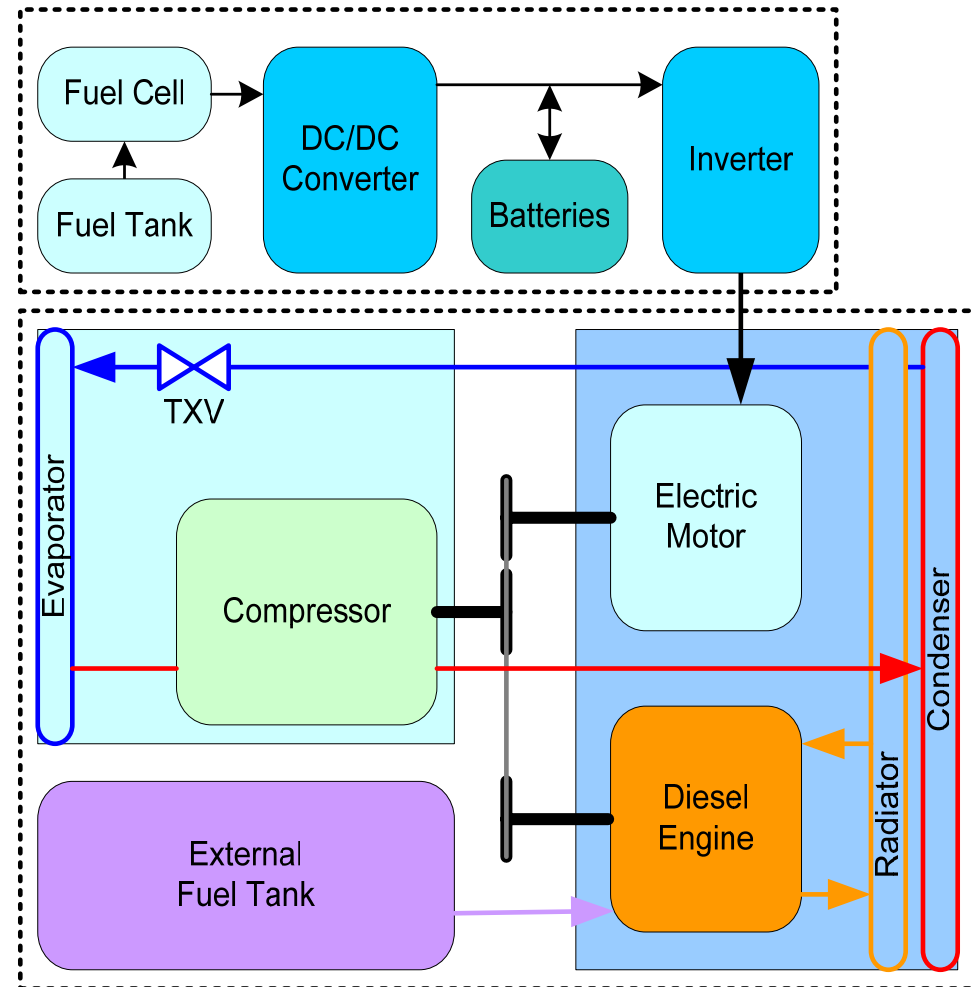 Fuel Cell
DC/DC
Converter
Inverter
Fuel Tank
Batteries
TXV
Evaporator
Electric
Motor
Compressor
Condenser
Radiator
Diesel
Engine
External
Fuel Tank